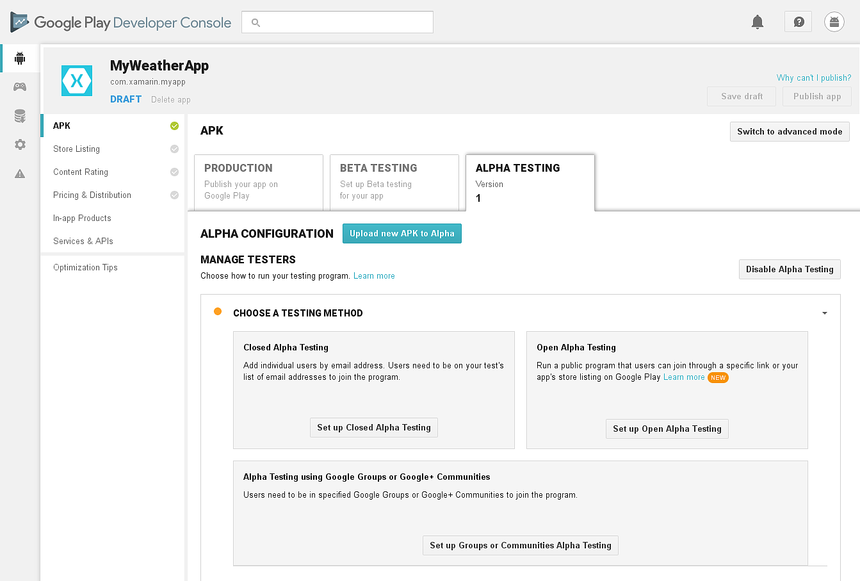 Google Play Developer Console
MyWeatherApp
com.xamarin.myapp
DRAFT Delete app
Why can't I publish?
Save draft
Publish app
APK
Store Listing
Content Rating
Pricing & Distribution
In-app Products
Services & APIs
Optimization Tips
APK
Switch to advanced mode
PRODUCTION
Publish your app on
Google Play
BETA TESTING
Set up Beta testing
for your app
ALPHA TESTING
Version
1
ALPHA CONFIGURATION
Upload new APK to Alpha
MANAGE TESTERS
Choose how to run your testing program. Learn more
Disable Alpha Testing
CHOOSE A TESTING METHOD
Closed Alpha Testing
Add individual users by email address. Users need to be on your test's
list of email addresses to join the program.
Set up Closed Alpha Testing
Open Alpha Testing
Run a public program that users can join through a specific link or your
app's store listing on Google Play Learn more NEW
Set up Open Alpha Testing
Alpha Testing using Google Groups or Google+ Communities
Users need to be in specified Google Groups or Google+ Communities to join the program.
Set up Groups or Communities Alpha Testing